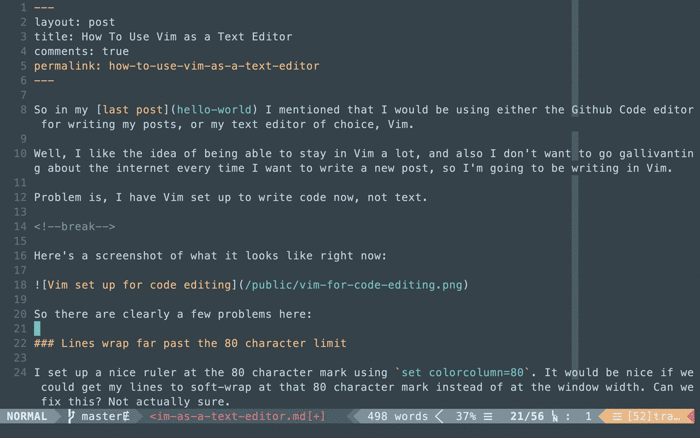 1 ---
2 layout: post
3 title: How To Use Vim as a Text Editor
4 comments: true
5 permalink: how-to-use-vim-as-a-text-editor
6 ---
7
8 So in my [last post](hello-world) I mentioned that I would be using either the Github Code editor
for writing my posts, or my text editor of choice, Vim.
9
10 Well, I like the idea of being able to stay in Vim a lot, and also I don't want to go gallivantin
g about the internet every time I want to write a new post, so I'm going to be writing in Vim.
11
12 Problem is, I have Vim set up to write code now, not text.
13
14 <!--break-->
15
16 Here's a screenshot of what it looks like right now:
17
18 ![Vim set up for code editing](/public/vim-for-code-editing.png)
19
20 So there are clearly a few problems here:
21
22 ### Lines wrap far past the 80 character limit
23
24 I set up a nice ruler at the 80 character mark using `set colorcolumn=80`. It would be nice if we
could get my lines to soft-wrap at that 80 character mark instead of at the window width. Can we
fix this? Not actually sure.
NORMAL master <im-as-a-text-editor.md[+] 498 words 37% ☰ 21/56 : 1 ☲ [52]tra…